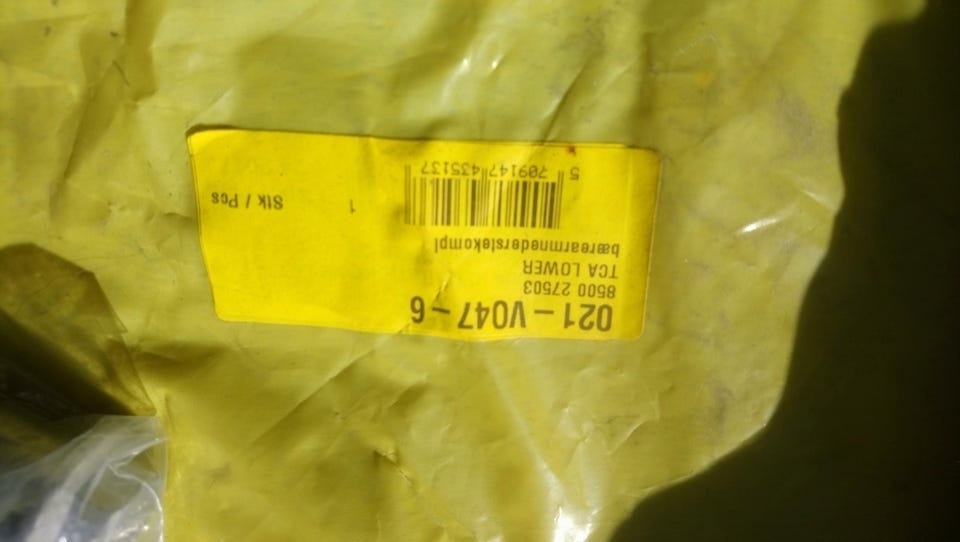 021 - V047 - 6
8500 27503
TCA LOWER
bærearmnederstekompl
5 709147 435137
1 Stk / Pcs